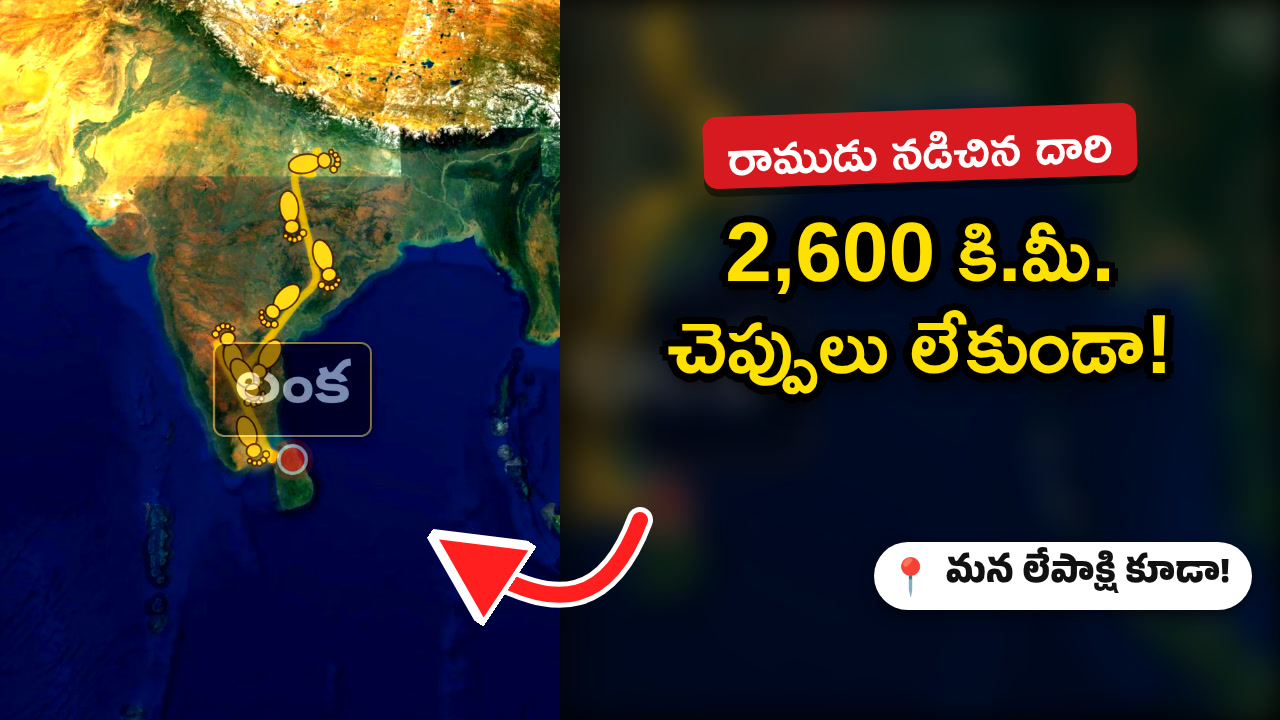 రాముడు నడిచిన దారి
2,600 కి.మీ.
చెప్పులు లేకుండా!
లంక
మన లేపాక్షి కూడా!